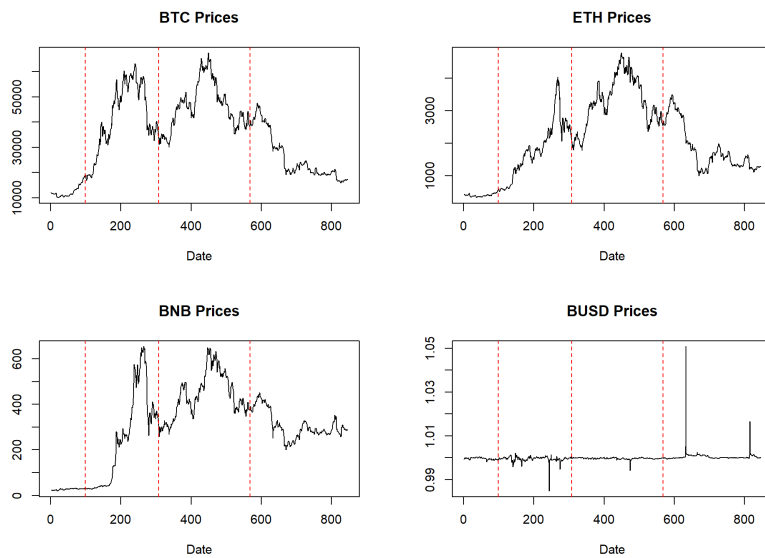 BTC Prices
50000
30000
10000
0 200 400 600 800
Date
ETH Prices
3000
1000
0 200 400 600 800
Date
BNB Prices
600
400
200
0
0 200 400 600 800
Date
BUSD Prices
1.05
1.03
1.01
0.99
0 200 400 600 800
Date